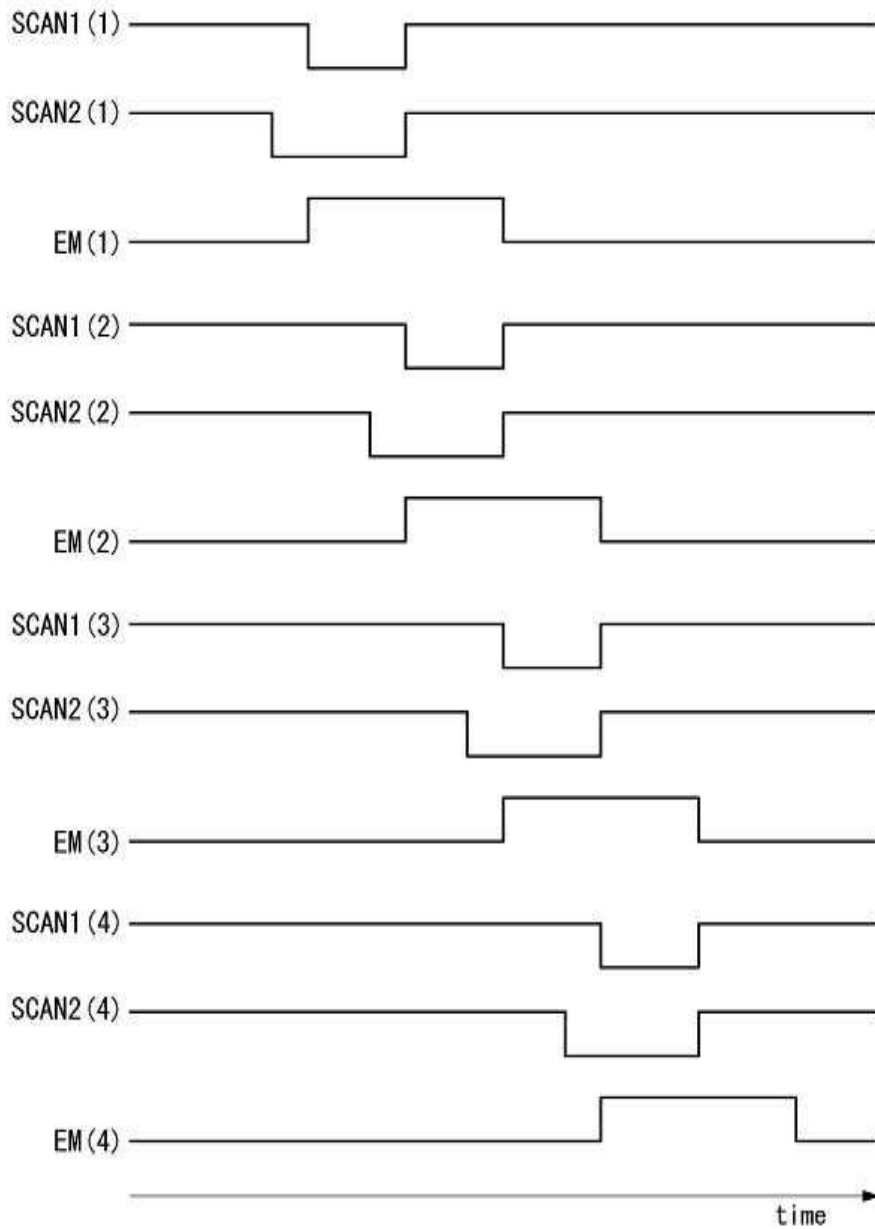 SCAN1(1)
SCAN2(1)
EM(1)
SCAN1(2)
SCAN2(2)
EM(2)
SCAN1(3)
SCAN2(3)
EM(3)
SCAN1(4)
SCAN2(4)
EM(4)
time